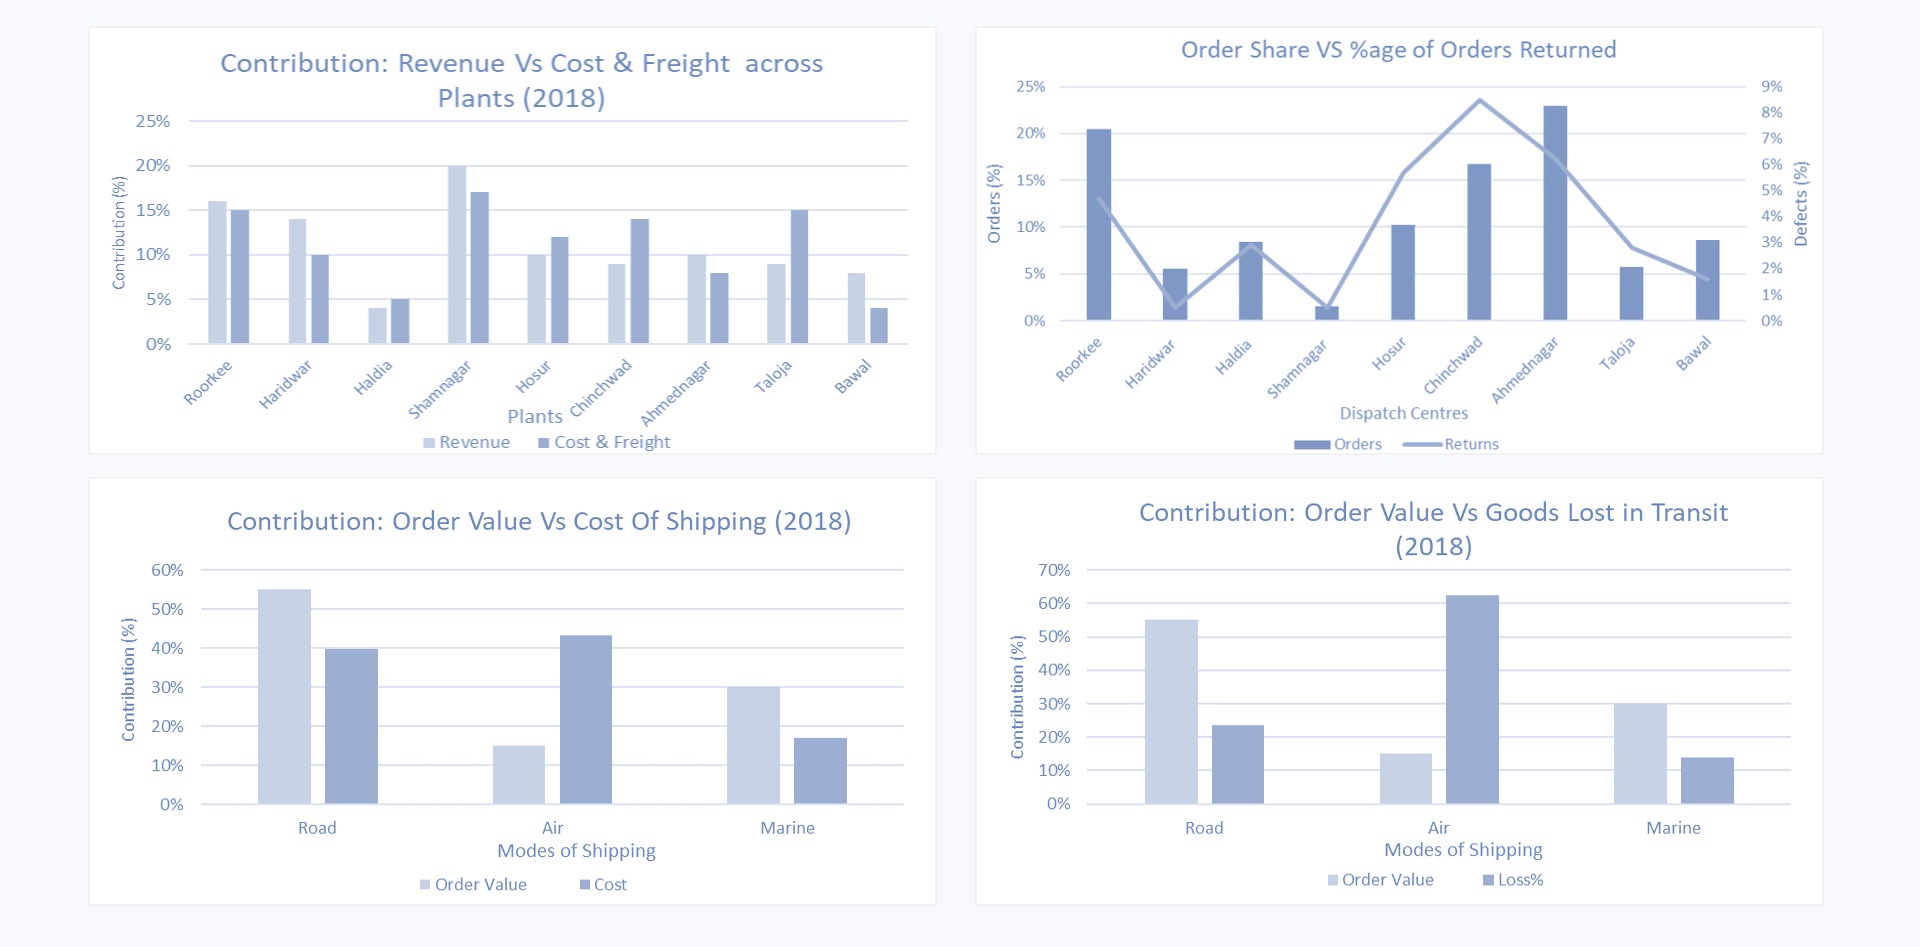 Contribution: Revenue Vs Cost & Freight across
Plants (2018)
25%
20%
15%
10%
5%
0%
Contribution (%)
Roorkee
Haridwar
Haldia
Shamnagar
Hosur
Chinchwad
Ahmednagar
Taloja
Bawal
Plants
Revenue Cost & Freight
Order Share VS %age of Orders Returned
25%
20%
15%
10%
5%
0%
Orders (%)
9%
8%
7%
6%
5%
4%
3%
2%
1%
0%
Defects (%)
Roorkee
Haridwar
Haldia
Shamnagar
Hosur
Chinchwad
Ahmednagar
Taloja
Bawal
Dispatch Centres
Orders Returns
Contribution: Order Value Vs Cost Of Shipping (2018)
60%
50%
40%
30%
20%
10%
0%
Contribution (%)
Road Air Marine
Modes of Shipping
Order Value Cost
Contribution: Order Value Vs Goods Lost in Transit
(2018)
70%
60%
50%
40%
30%
20%
10%
0%
Contribution (%)
Road Air Marine
Modes of Shipping
Order Value Loss%